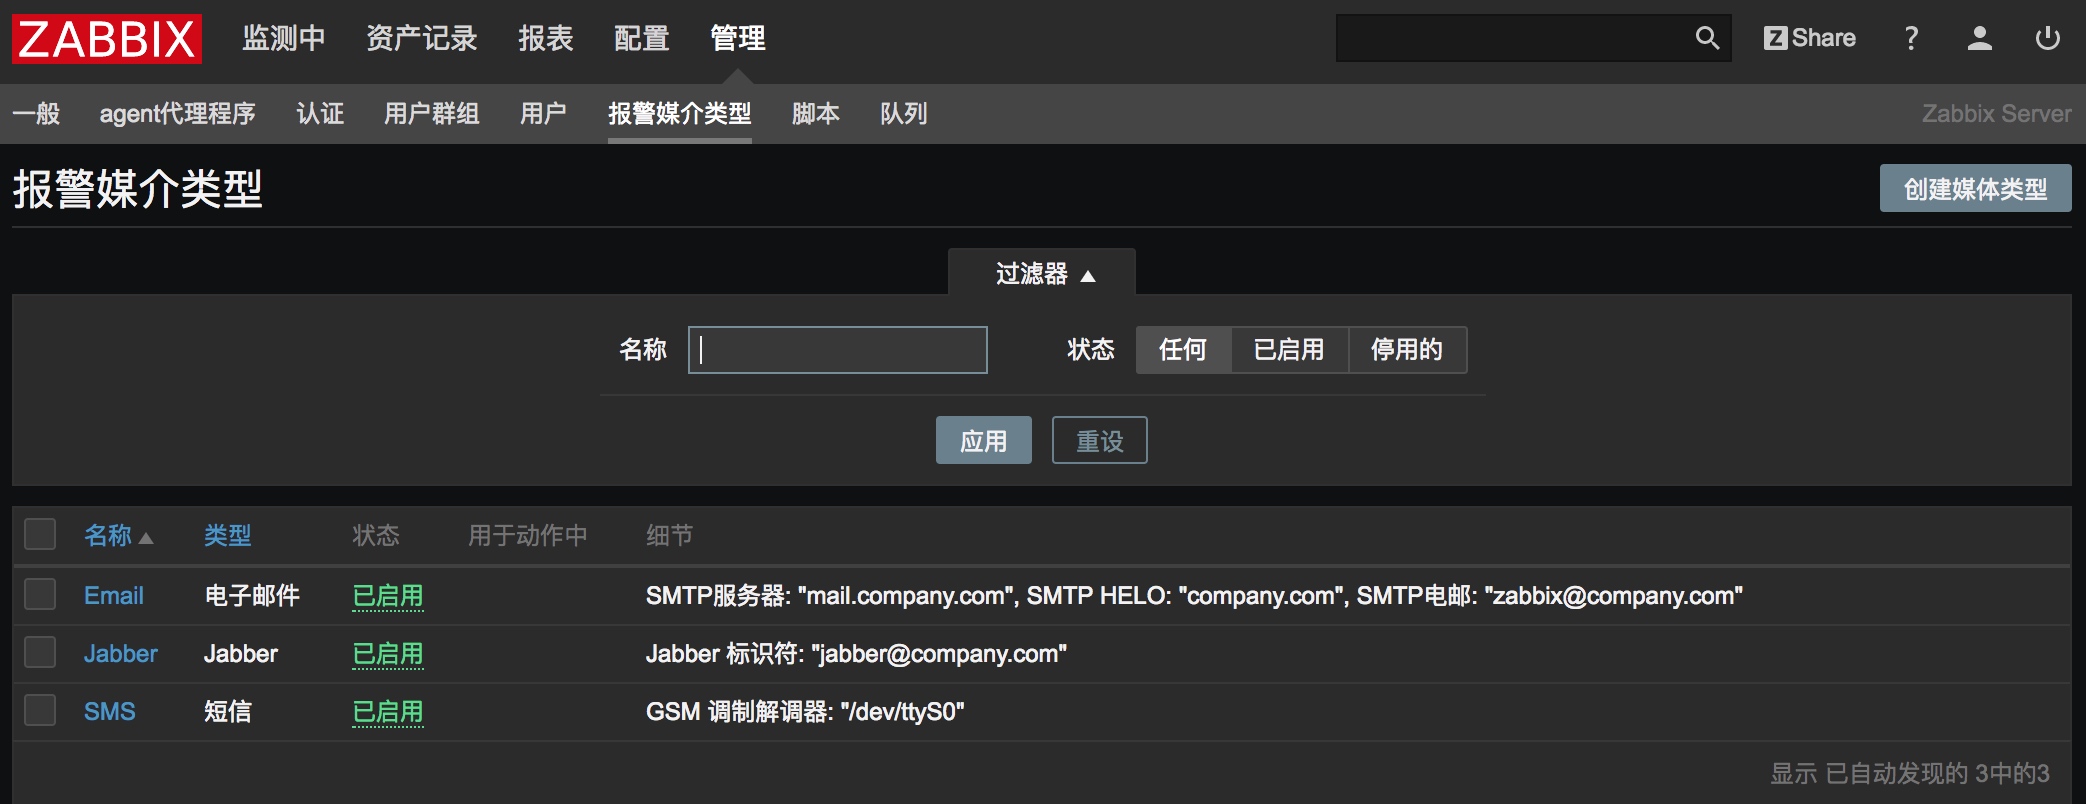 ZABBIX 监测中 资产记录 报表 配置 管理 Z Share ?
一般 agent代理程序 认证 用户群组 用户 报警媒介类型 脚本 队列 Zabbix Server
报警媒介类型 创建媒体类型
过滤器 ▲
名称 状态 任何 已启用 停用的
应用 重设
名称 ▲ 类型 状态 用于动作中 细节
Email 电子邮件 已启用 SMTP服务器: "mail.company.com", SMTP HELO: "company.com", SMTP电邮: "zabbix@company.com"
Jabber Jabber 已启用 Jabber 标识符: "jabber@company.com"
SMS 短信 已启用 GSM 调制解调器: "/dev/ttyS0"
显示 已自动发现的 3中的3